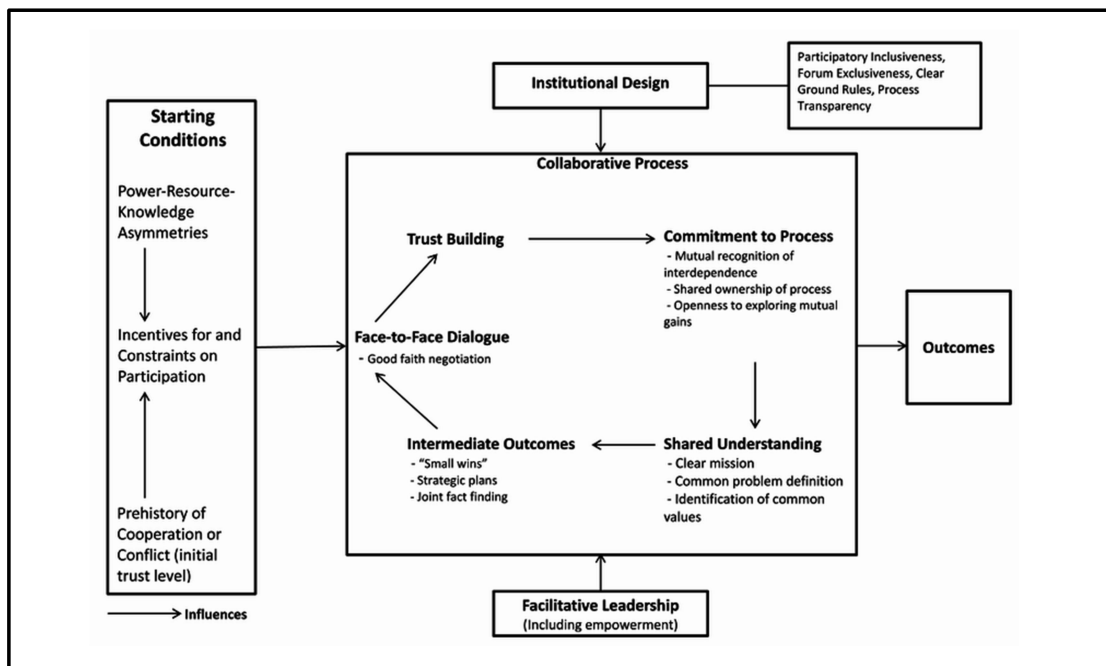 Starting
Conditions
Power-Resource-
Knowledge
Asymmetries
Incentives for and
Constraints on
Participation
Prehistory of
Cooperation or
Conflict (initial
trust level)
Influences
Institutional Design
Participatory Inclusiveness,
Forum Exclusiveness, Clear
Ground Rules, Process
Transparency
Collaborative Process
Trust Building
Commitment to Process
- Mutual recognition of
interdependence
- Shared ownership of process
- Openness to exploring mutual
gains
Face-to-Face Dialogue
- Good faith negotiation
Intermediate Outcomes
- “Small wins”
- Strategic plans
- Joint fact finding
Shared Understanding
- Clear mission
- Common problem definition
- Identification of common
values
Facilitative Leadership
(Including empowerment)
Outcomes